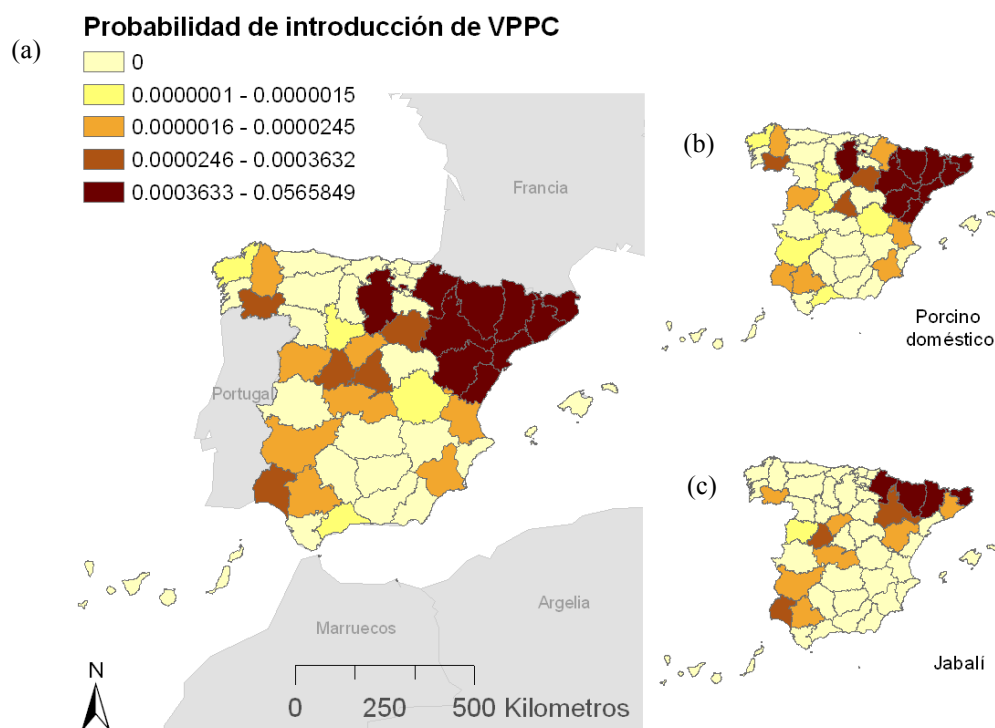 Probabilidad de introducción de VPPC
(a)
0
0.0000001 - 0.0000015
0.0000016 - 0.0000245
0.0000246 - 0.0003632
0.0003633 - 0.0565849
Francia
Portugal
Marruecos
Argelia
N
0 250 500 Kilometros
(b)
Porcino
doméstico
(c)
Jabalí